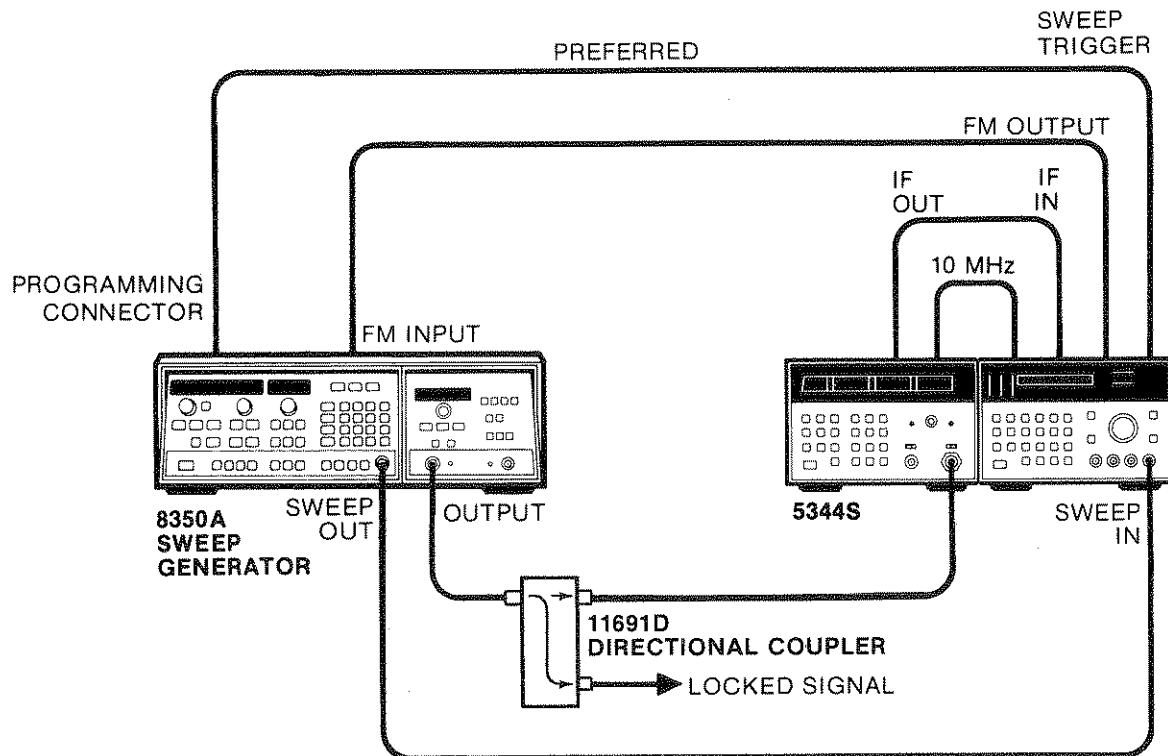 SWEEP
TRIGGER
PREFERRED
FM OUTPUT
IF
OUT
IF
IN
10 MHz
PROGRAMMING
CONNECTOR
FM INPUT
8350A
SWEEP
GENERATOR
SWEEP
OUT
OUTPUT
5344S
SWEEP
IN
11691D
DIRECTIONAL COUPLER
LOCKED SIGNAL